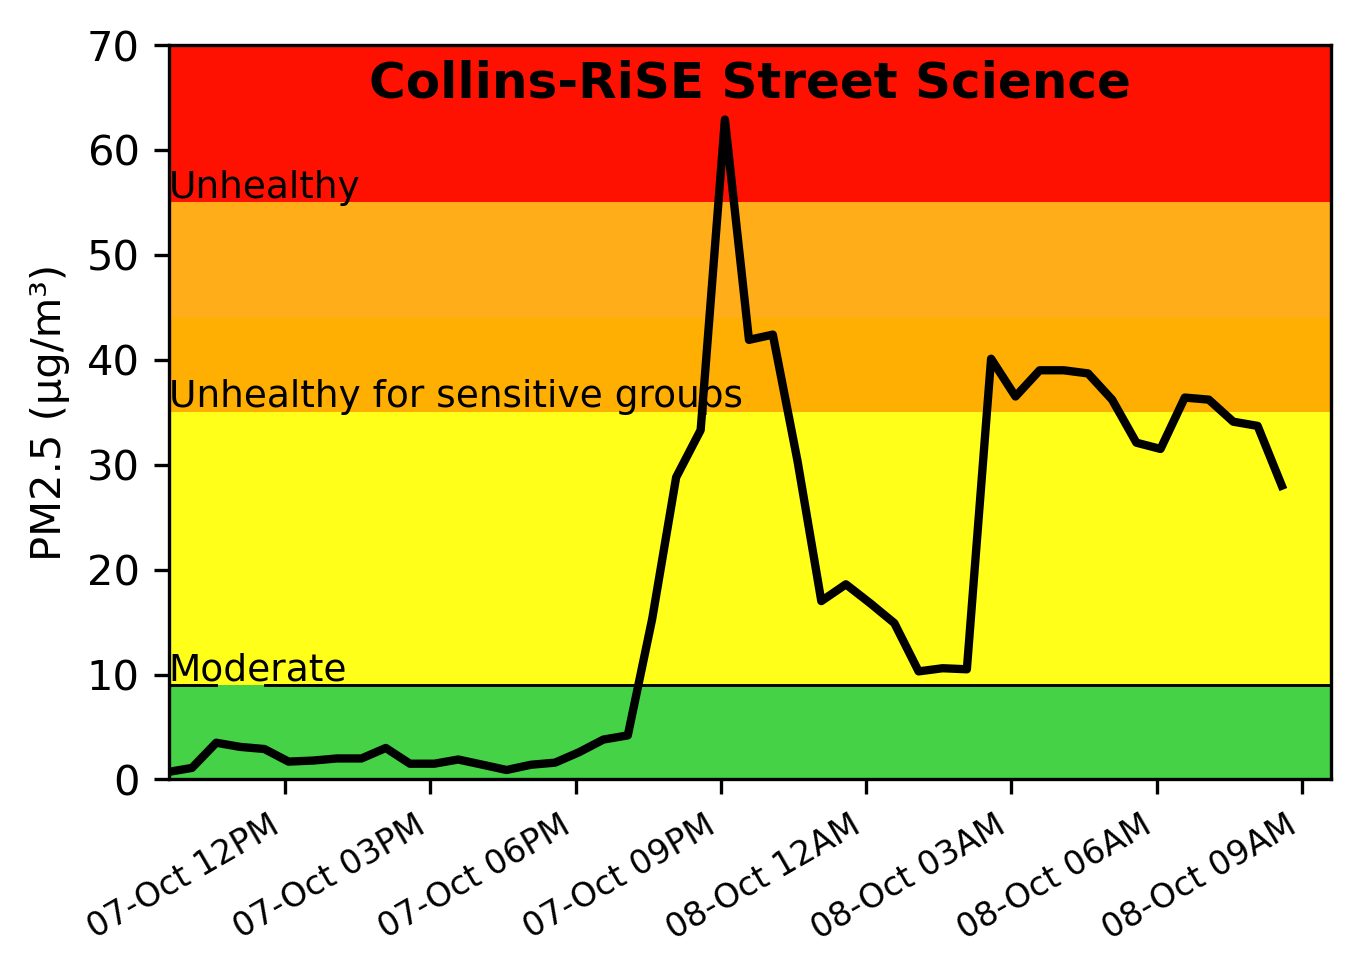 Collins-RiSE Street Science
70
60
Unhealthy
50
40
Unhealthy for sensitive groups
30
20
Moderate
10
0
PM2.5 (μg/m³)
07-Oct 12PM
07-Oct 03PM
07-Oct 06PM
07-Oct 09PM
08-Oct 12AM
08-Oct 03AM
08-Oct 06AM
08-Oct 09AM